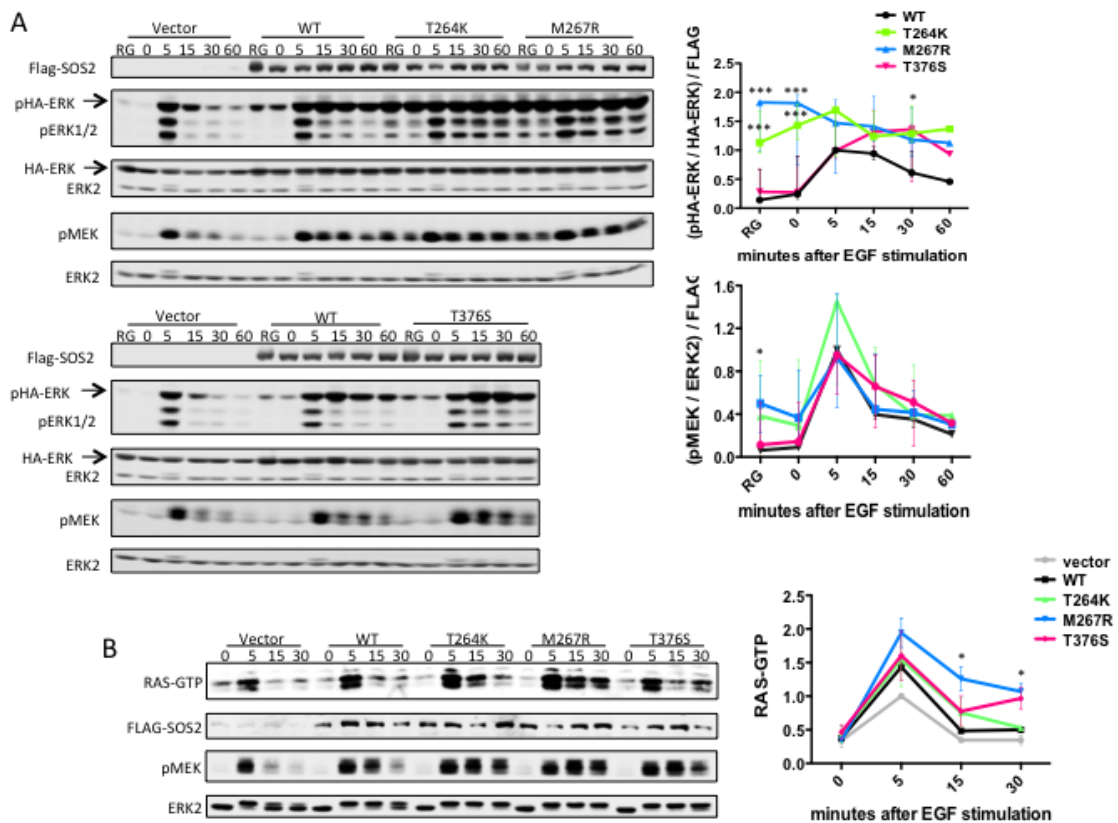 A
Vector WT T264K M267R
RG 0 5 15 30 60 RG 0 5 15 30 60 RG 0 5 15 30 60 RG 0 5 15 30 60
Flag-SOS2
pHA-ERK
pERK1/2
HA-ERK
ERK2
pMEK
ERK2
WT
T264K
M267R
T376S
(pHA-ERK / HA-ERK) / FLAG
2.0
1.5
1.0
0.5
0.0
*** ***
*** ***
*
RG 0 5 15 30 60
minutes after EGF stimulation
(pMEK / ERK2) / FLAG
1.6
1.2
0.8
0.4
0.0
*
RG 0 5 15 30 60
minutes after EGF stimulation
Vector WT T376S
RG 0 5 15 30 60 RG 0 5 15 30 60 RG 0 5 15 30 60
Flag-SOS2
pHA-ERK
pERK1/2
HA-ERK
ERK2
pMEK
ERK2
B
Vector WT T264K M267R T376S
0 5 15 30 0 5 15 30 0 5 15 30 0 5 15 30 0 5 15 30
RAS-GTP
FLAG-SOS2
pMEK
ERK2
vector
WT
T264K
M267R
T376S
RAS-GTP
2.5
2.0
1.5
1.0
0.5
0.0
* *
0 5 15 30
minutes after EGF stimulation